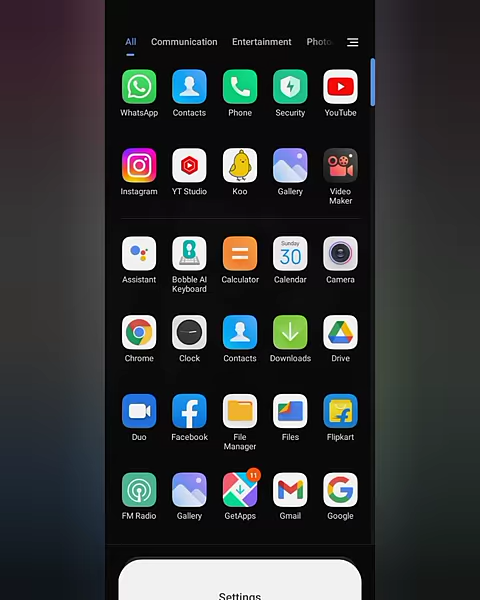 All Communication Entertainment Photo
WhatsApp Contacts Phone Security YouTube
Instagram YT Studio Koo Gallery Video
Maker
Sunday
30
Assistant Bobble AI Calculator Calendar Camera
Keyboard
Chrome Clock Contacts Downloads Drive
Duo Facebook File Files Flipkart
Manager
11
FM Radio Gallery GetApps Gmail Google
Settings